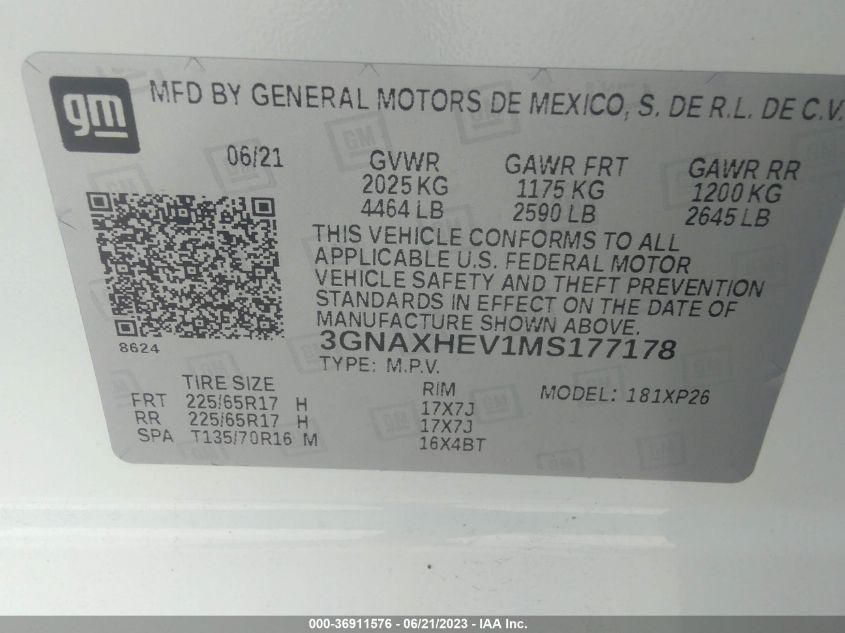 gm MFD BY GENERAL MOTORS DE MEXICO, S. DE R.L. DE C.V.
06/21 GVWR GAWR FRT GAWR RR
2025 KG 1175 KG 1200 KG
4464 LB 2590 LB 2645 LB
THIS VEHICLE CONFORMS TO ALL
APPLICABLE U.S. FEDERAL MOTOR
VEHICLE SAFETY AND THEFT PREVENTION
STANDARDS IN EFFECT ON THE DATE OF
MANUFACTURE SHOWN ABOVE.
8624 3GNAXHEV1MS177178
TYPE: M.P.V.
TIRE SIZE RIM MODEL: 181XP26
FRT 225/65R17 H 17X7J
RR 225/65R17 H 17X7J
SPA T135/70R16 M 16X4BT
000-36911576 - 06/21/2023 - IAA Inc.